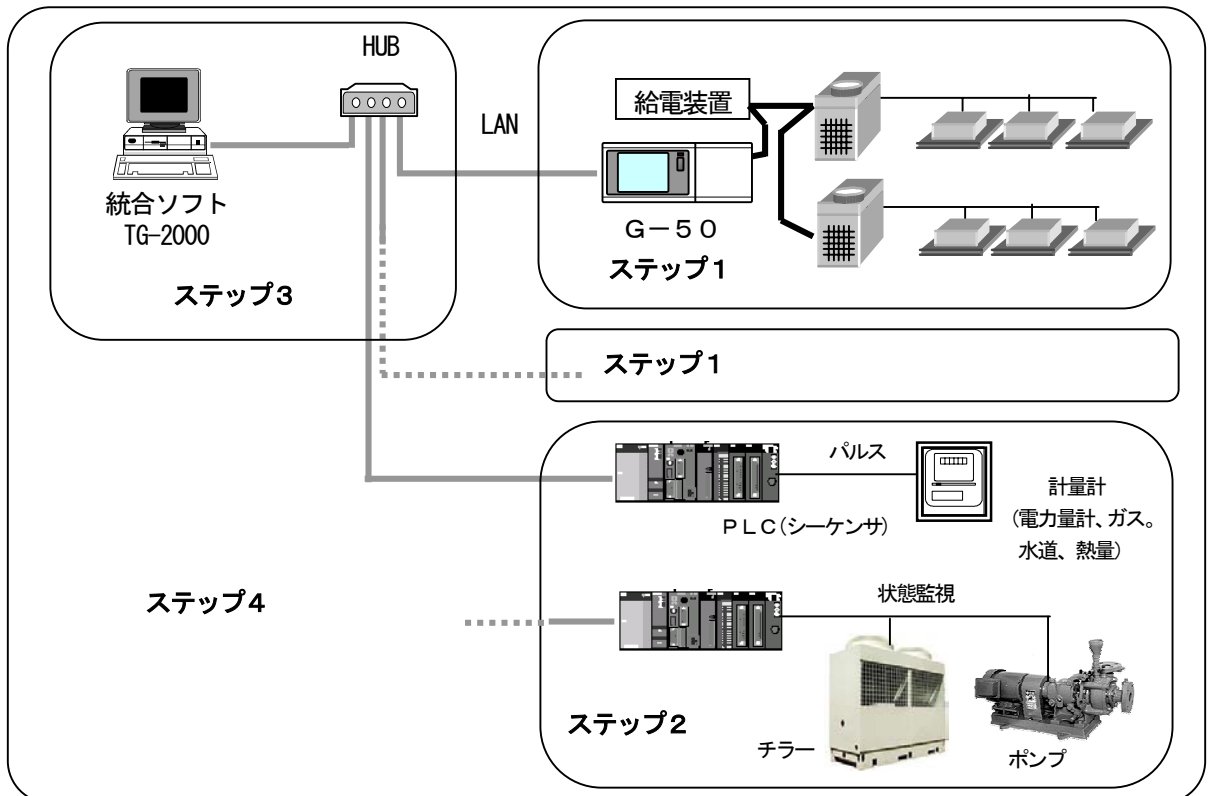 HUB
統合ソフト
TG-2000
ステップ3
LAN
給電装置
G-50
ステップ1
ステップ1
パルス
PLC(シーケンサ)
計量計
(電力量計、ガス。
水道、熱量)
ステップ4
状態監視
ステップ2
チラー
ポンプ